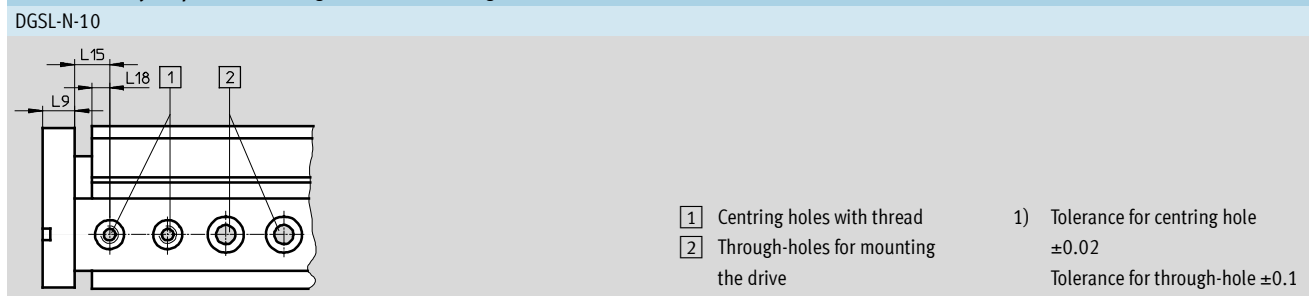 DGSL-N-10
L15
L18 1 2
L9
1 Centring holes with thread
2 Through-holes for mounting
the drive
1) Tolerance for centring hole
±0.02
Tolerance for through-hole ±0.1